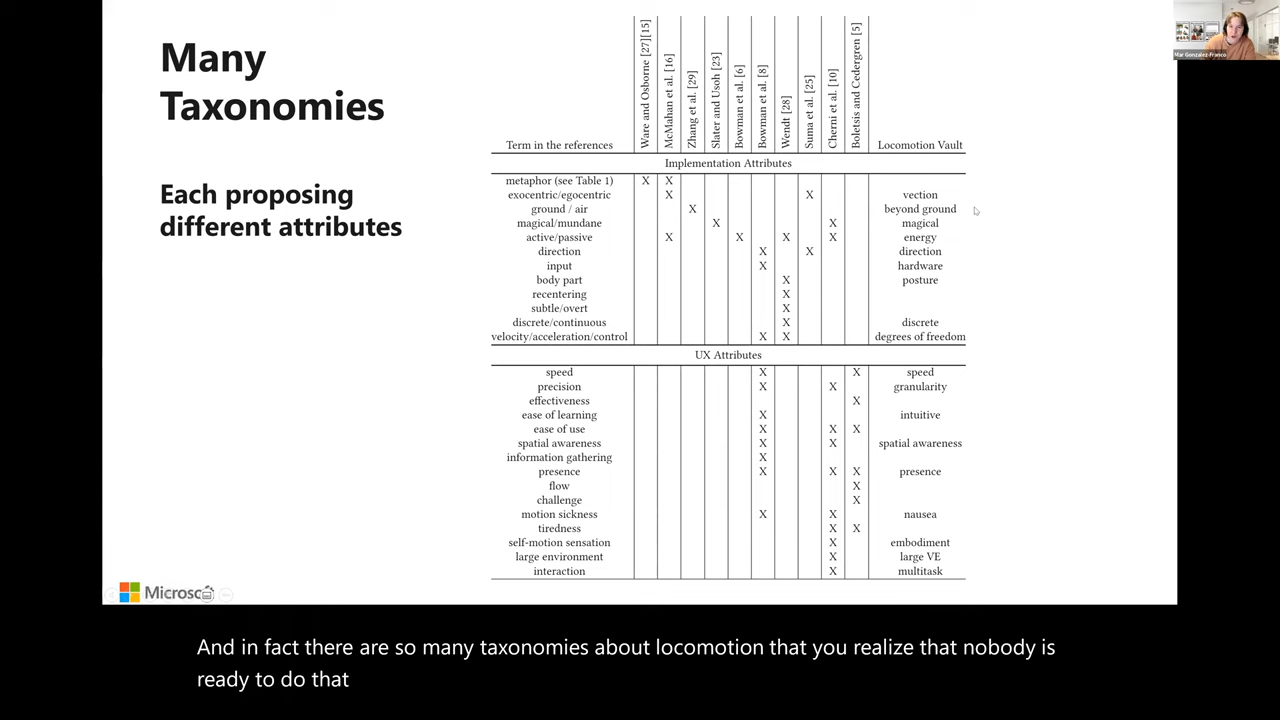 Many
Taxonomies
Each proposing
different attributes
Term in the references Ware and Osborne [27][15] McMahan et al. [16] Zhang et al. [29] Slater and Usoh [23] Bowman et al. [6] Bowman et al. [8] Wendt [28] Suma et al. [25] Cherni et al. [10] Boletsis and Cedergren [5] Locomotion Vault
Implementation Attributes
metaphor (see Table 1) X X
exocentric/egocentric X X vection
ground / air X beyond ground
magical/mundane X X magical
active/passive X X X X energy
direction X X direction
input X hardware
body part X posture
recentering X
subtle/overt X
discrete/continuous X discrete
velocity/acceleration/control X X degrees of freedom
UX Attributes
speed X X speed
precision X X granularity
effectiveness X
ease of learning X intuitive
ease of use X X X
spatial awareness X X spatial awareness
information gathering X
presence X X X presence
flow X
challenge X
motion sickness X X nausea
tiredness X X
self-motion sensation X embodiment
large environment X large VE
interaction X multitask
Mar Gonzalez-Franco
And in fact there are so many taxonomies about locomotion that you realize that nobody is
ready to do that